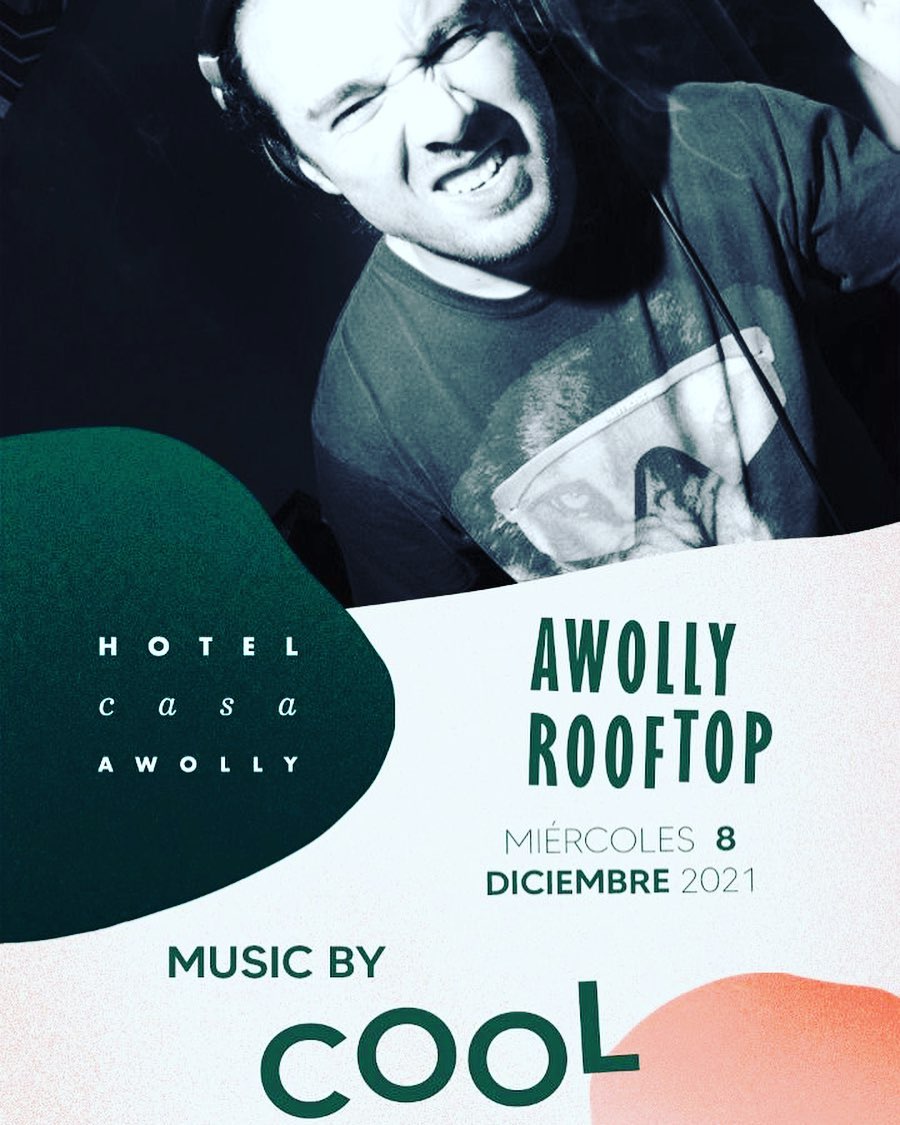 HOTEL
casa
AWOLLY
AWOLLY
ROOFTOP
MIÉRCOLES 8
DICIEMBRE 2021
MUSIC BY
COOL